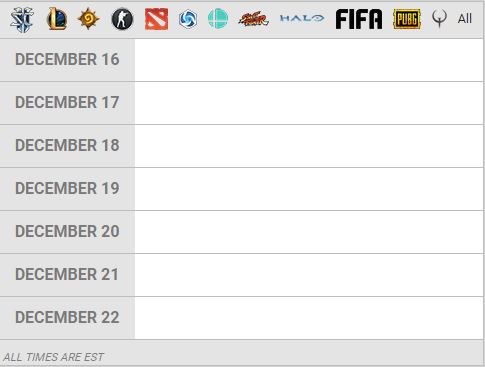 HALO FIFA PUBG All
DECEMBER 16
DECEMBER 17
DECEMBER 18
DECEMBER 19
DECEMBER 20
DECEMBER 21
DECEMBER 22
ALL TIMES ARE EST